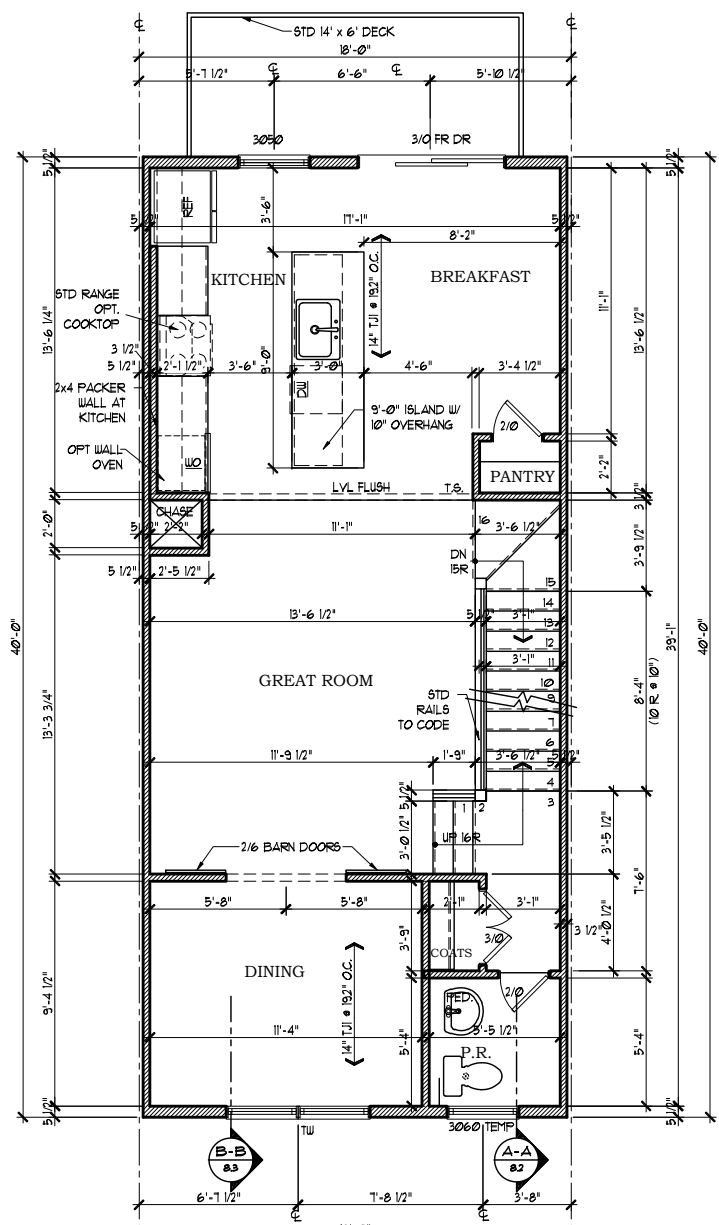 STD 14' x 6' DECK
18'-0"
5'-7 1/2"
6'-6"
5'-10 1/2"
3050
3/0 FR DR
5 1/2"
5 1/2"
5 1/2"
3'-6"
REF
5 1/2"
17'-1"
5 1/2"
8'-2"
KITCHEN
BREAKFAST
14" TJI @ 19.2" O.C.
STD RANGE
OPT.
COOKTOP
11'-1"
13'-6 1/4"
13'-6 1/2"
3 1/2"
5 1/2"
2'-1 1/2"
3'-6"
9'-0"
3'-0"
4'-6"
3'-4 1/2"
2x4 PACKER
WALL AT
KITCHEN
DW
9'-0" ISLAND W/
10" OVERHANG
2/0
OPT WALL
OVEN
WO
PANTRY
2'-2"
LVL FLUSH
T.S.
3 1/2"
CHASE
16
2'-0"
5 1/2"
2'-2"
11'-1"
3'-6 1/2"
3'-9 1/2"
DN
15R
5 1/2"
2'-5 1/2"
15
14
13'-6 1/2"
5 1/2"
3'-1"
13
12
40'-0"
39'-1"
40'-0"
3'-1"
11
GREAT ROOM
10
STD
RAILS
TO CODE
9
8'-4"
(10 R @ 10")
7
13'-3 3/4"
6
11'-9 1/2"
1'-9"
3'-6 1/2"
5 1/2"
5
4
5 1/2"
1
2
3
3'-0 1/2"
UP 16R
3'-5 1/2"
2/6 BARN DOORS
7'-6"
5'-8"
5'-8"
2'-1"
3'-1"
3 1/2"
4'-0 1/2"
3'-9"
3/0
COATS
DINING
14" TJI @ 19.2" O.C.
9'-4 1/2"
2/0
PED.
11'-4"
5'-5 1/2"
5'-4"
5'-4"
P.R.
5 1/2"
5 1/2"
TW
3060 TEMP
B-B
8.3
A-A
8.2
6'-7 1/2"
7'-8 1/2"
3'-8"